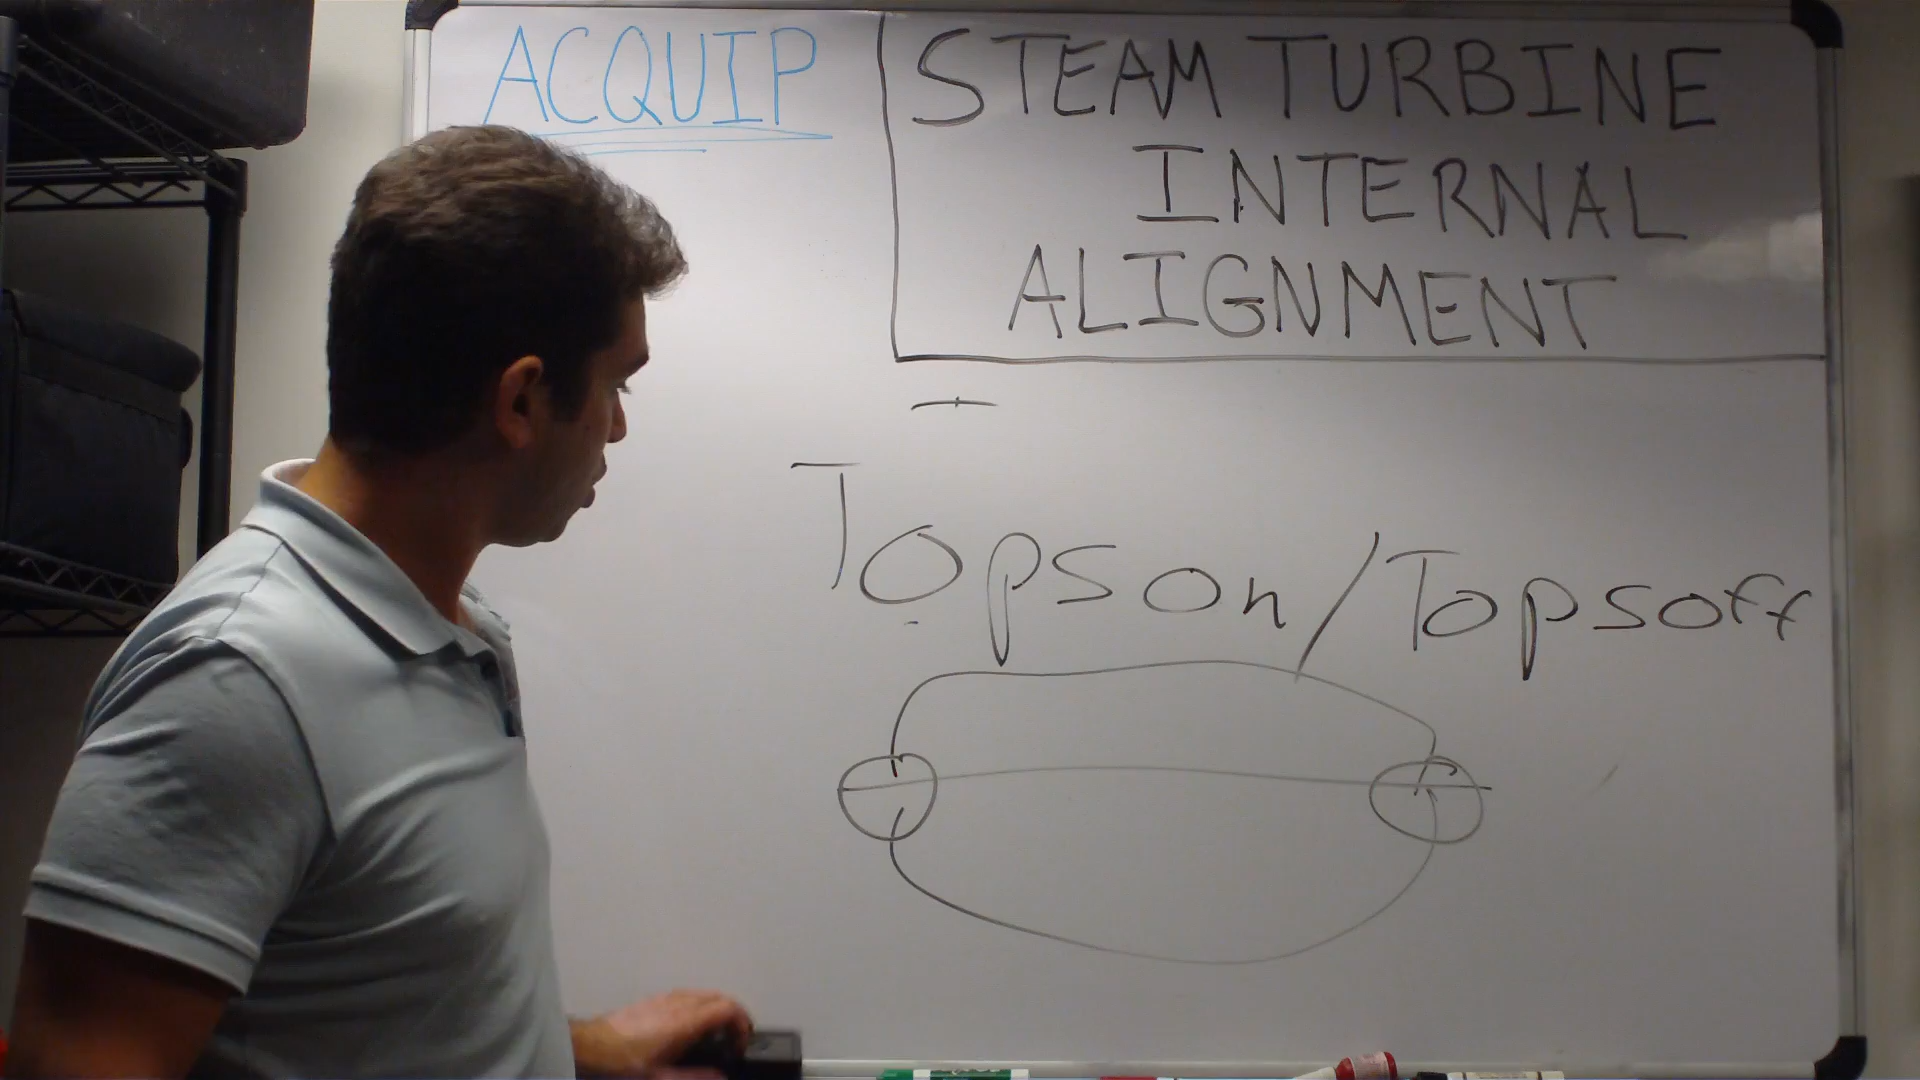 ACQUIP
STEAM TURBINE
INTERNAL
ALIGNMENT
Topson/Topsoff